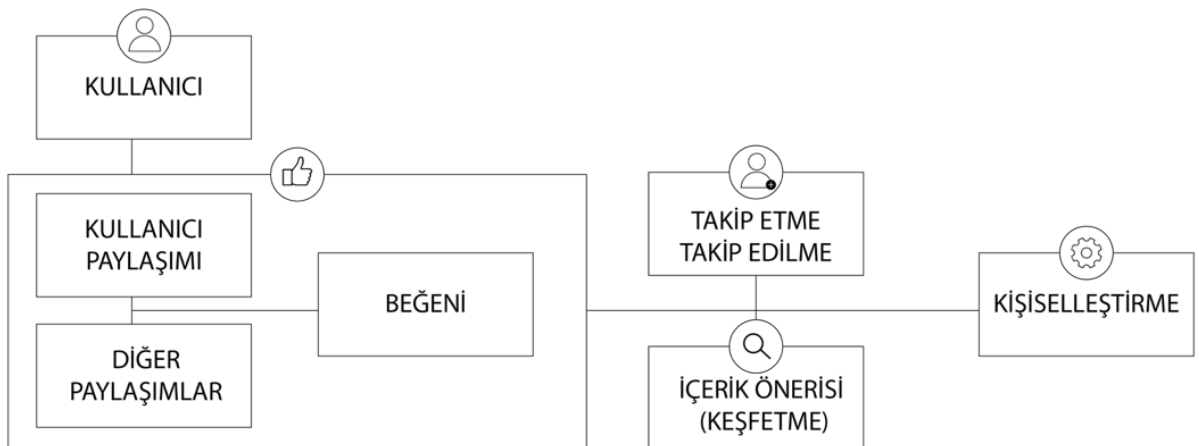 KULLANICI
KULLANICI
PAYLAŞIMI
DİĞER
PAYLAŞIMLAR
BEĞENİ
TAKİP ETME
TAKİP EDİLME
İÇERİK ÖNERİSİ
(KEŞFETME)
KİŞİSELLEŞTİRME